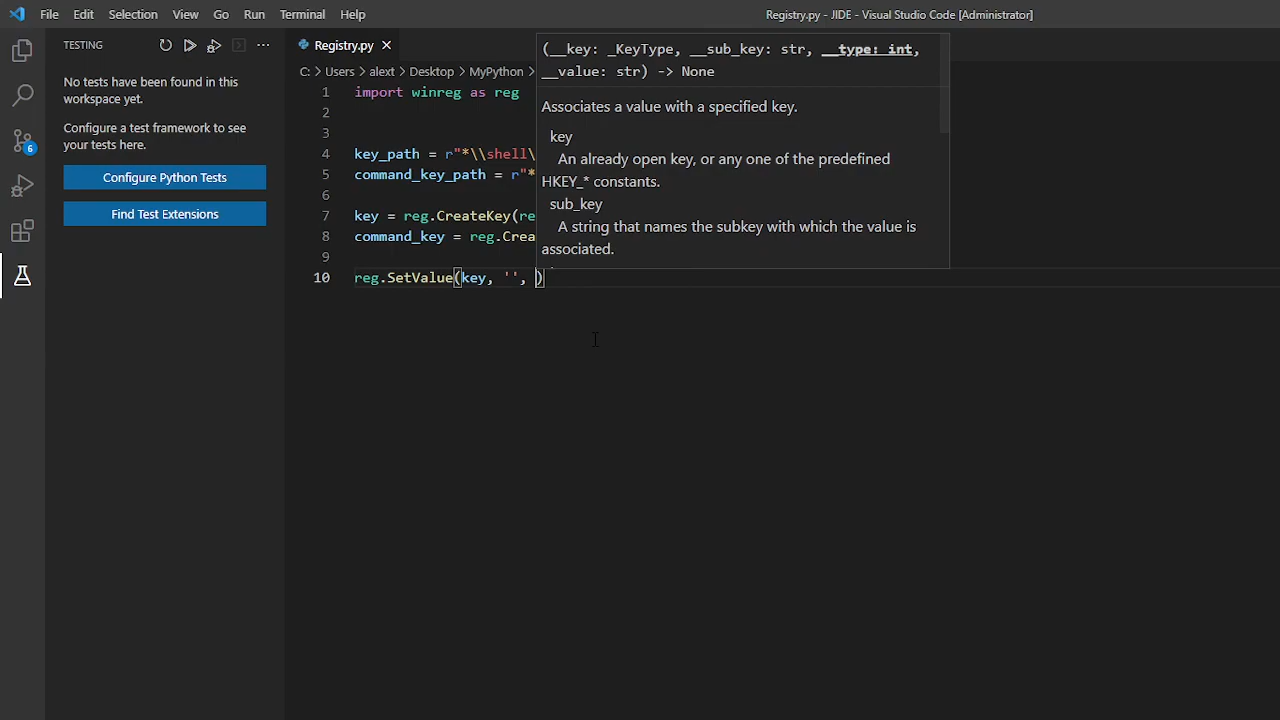 File Edit Selection View Go Run Terminal Help
Registry.py - JIDE - Visual Studio Code [Administrator]
TESTING
No tests have been found in this
workspace yet.
Configure a test framework to see
your tests here.
Configure Python Tests
Find Test Extensions
6
Registry.py
C: > Users > alext > Desktop > MyPython >
1 import winreg as reg
2
3
4 key_path = r"*\\shell\
5 command_key_path = r"*
6
7 key = reg.CreateKey(re
8 command_key = reg.Crea
9
10 reg.SetValue(key, '', )
(__key: _KeyType, __sub_key: str, __type: int,
__value: str) -> None
Associates a value with a specified key.
key
An already open key, or any one of the predefined
HKEY_* constants.
sub_key
A string that names the subkey with which the value is
associated.